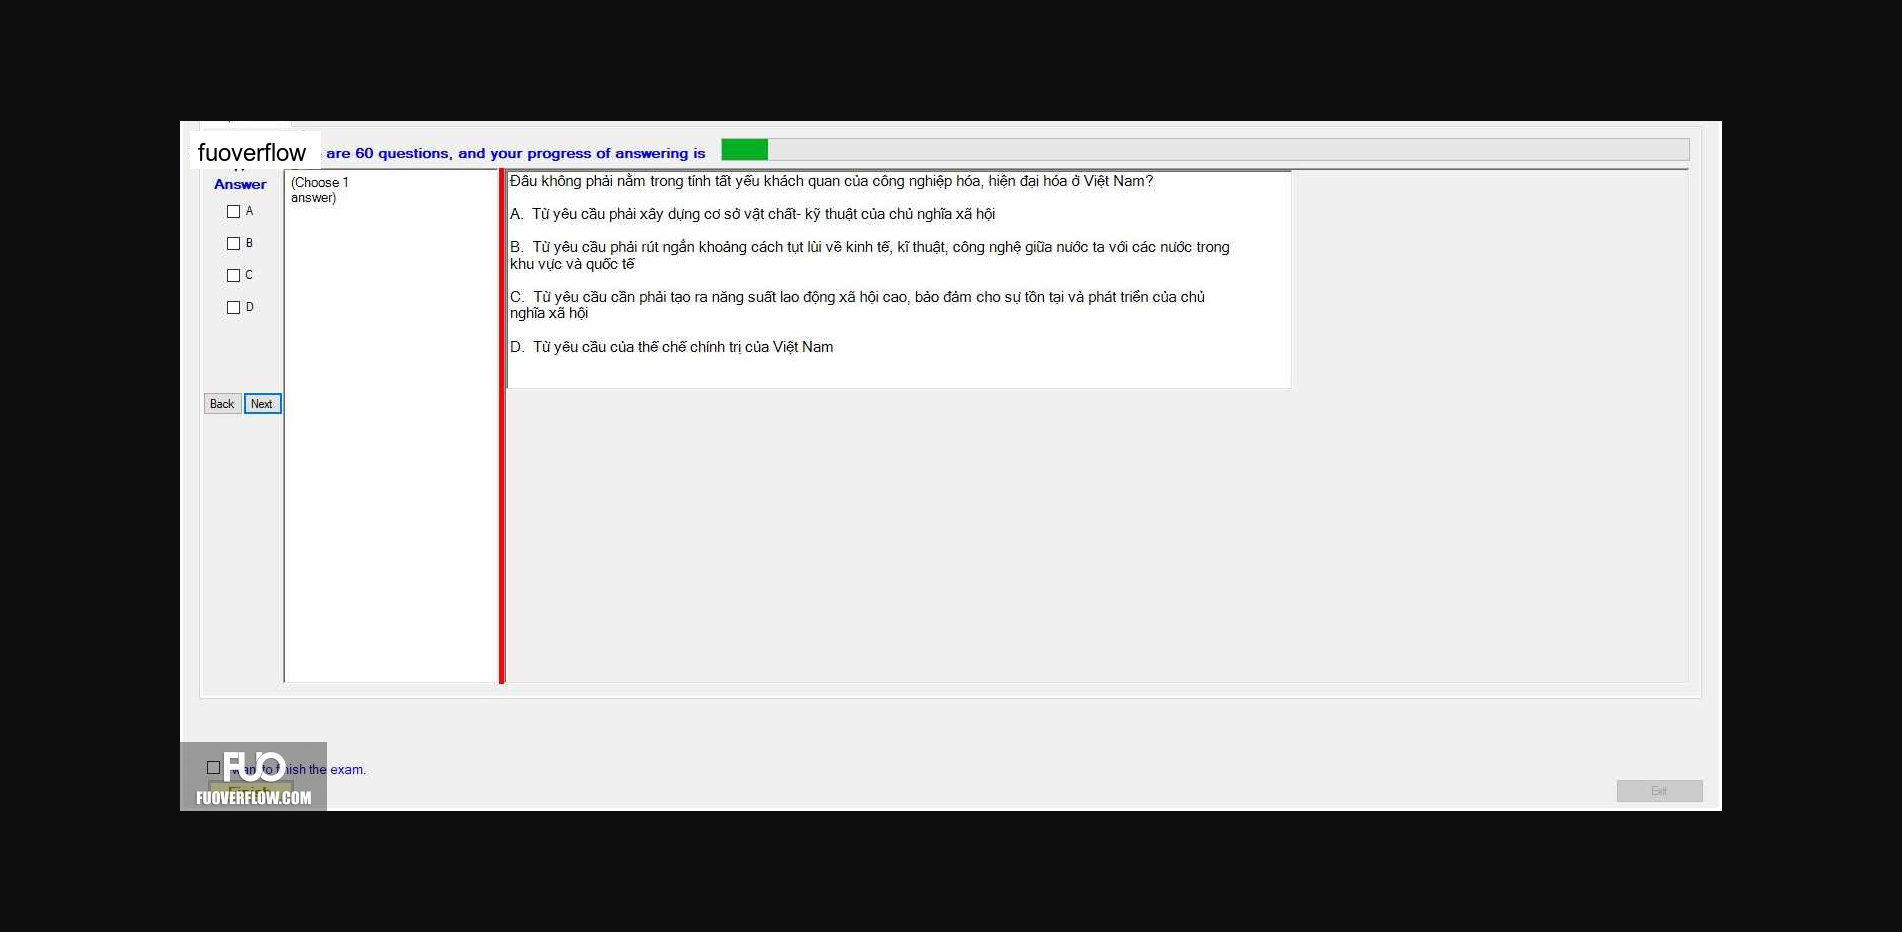 fuoverflow are 60 questions, and your progress of answering is
Answer
(Choose 1
answer)
A
B
C
D
Back Next
Đâu không phải nằm trong tính tất yếu khách quan của công nghiệp hóa, hiện đại hóa ở Việt Nam?
A. Từ yêu cầu phải xây dựng cơ sở vật chất- kỹ thuật của chủ nghĩa xã hội
B. Từ yêu cầu phải rút ngắn khoảng cách tụt lùi về kinh tế, kĩ thuật, công nghệ giữa nước ta với các nước trong
khu vực và quốc tế
C. Từ yêu cầu cần phải tạo ra năng suất lao động xã hội cao, bảo đảm cho sự tồn tại và phát triển của chủ
nghĩa xã hội
D. Từ yêu cầu của thế chế chính trị của Việt Nam
FUO
want to finish the exam.
Finish
FUOVERFLOW.COM
Exit